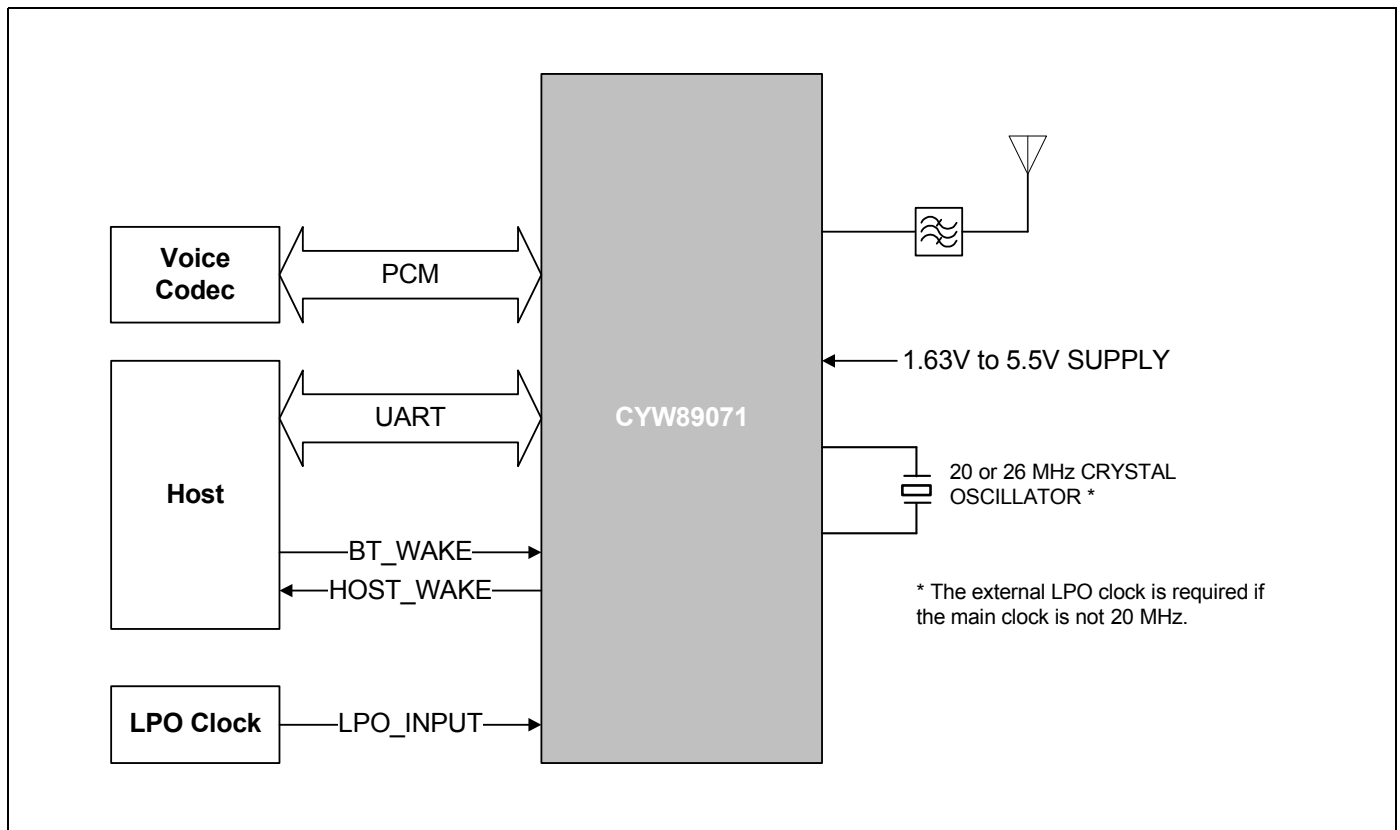 Voice
Codec
PCM
Host
UART
BT_WAKE
HOST_WAKE
LPO Clock
LPO_INPUT
CYW89071
1.63V to 5.5V SUPPLY
20 or 26 MHz CRYSTAL
OSCILLATOR *
* The external LPO clock is required if
the main clock is not 20 MHz.